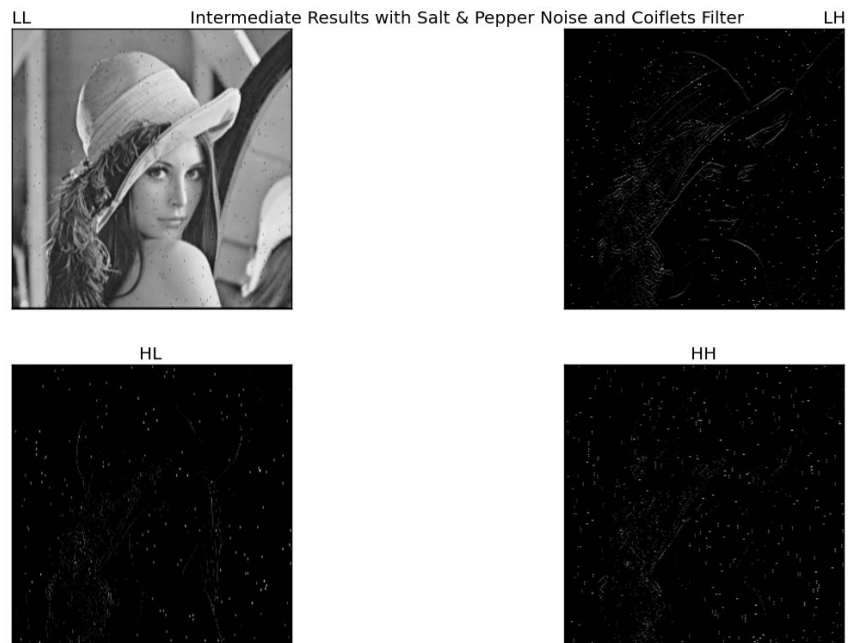 LL Intermediate Results with Salt & Pepper Noise and Coiflets Filter LH
HL HH